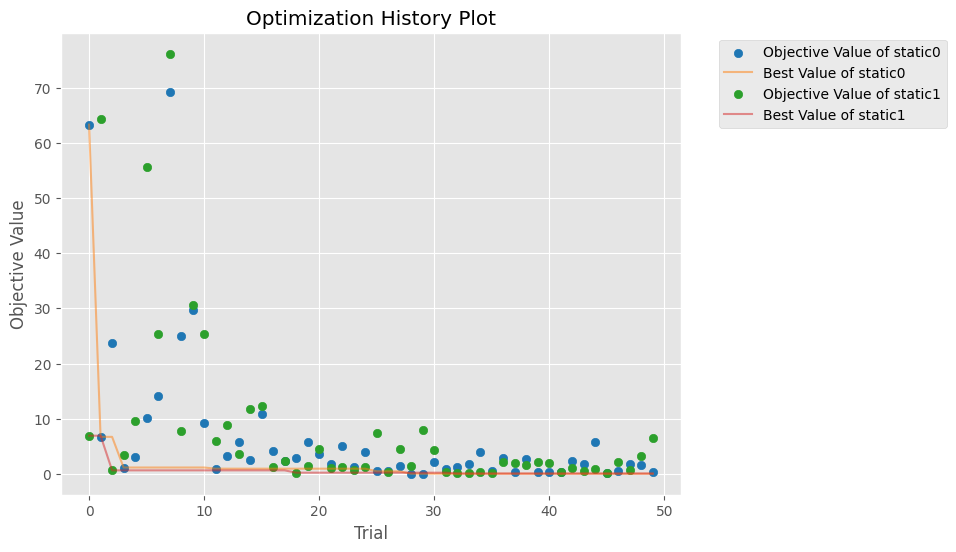 Optimization History Plot
Objective Value of static0
Best Value of static0
Objective Value of static1
Best Value of static1
Objective Value
70
60
50
40
30
20
10
0
0 10 20 30 40 50
Trial